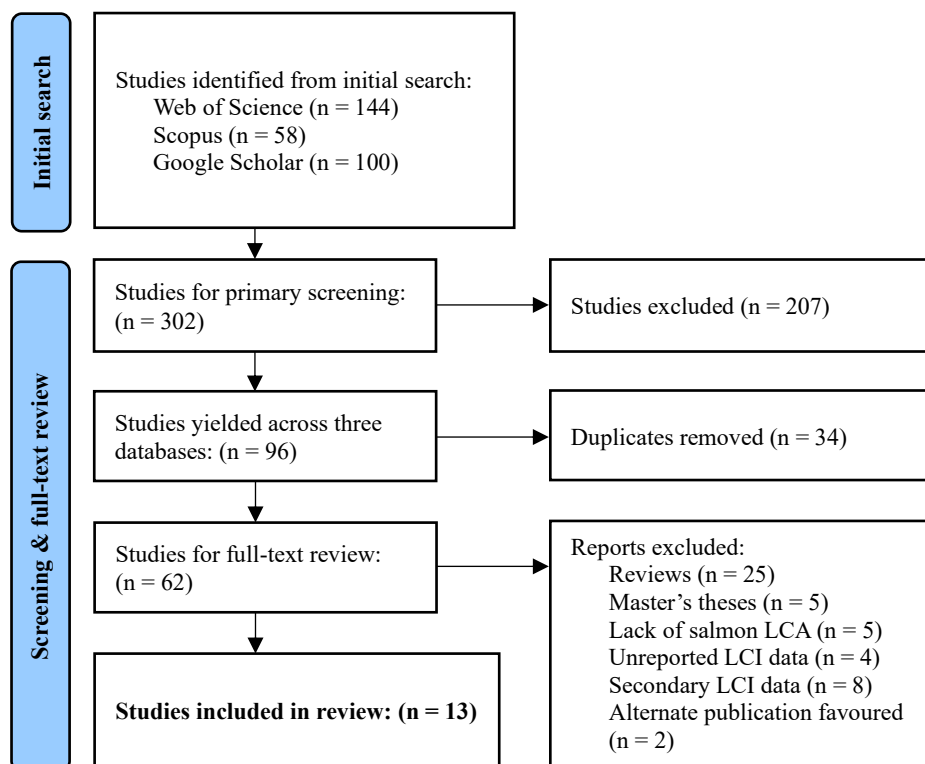 Initial search
Studies identified from initial search:
Web of Science (n = 144)
Scopus (n = 58)
Google Scholar (n = 100)
Screening & full-text review
Studies for primary screening:
(n = 302)
Studies excluded (n = 207)
Studies yielded across three
databases: (n = 96)
Duplicates removed (n = 34)
Studies for full-text review:
(n = 62)
Reports excluded:
Reviews (n = 25)
Master’s theses (n = 5)
Lack of salmon LCA (n = 5)
Unreported LCI data (n = 4)
Secondary LCI data (n = 8)
Alternate publication favoured
(n = 2)
Studies included in review: (n = 13)